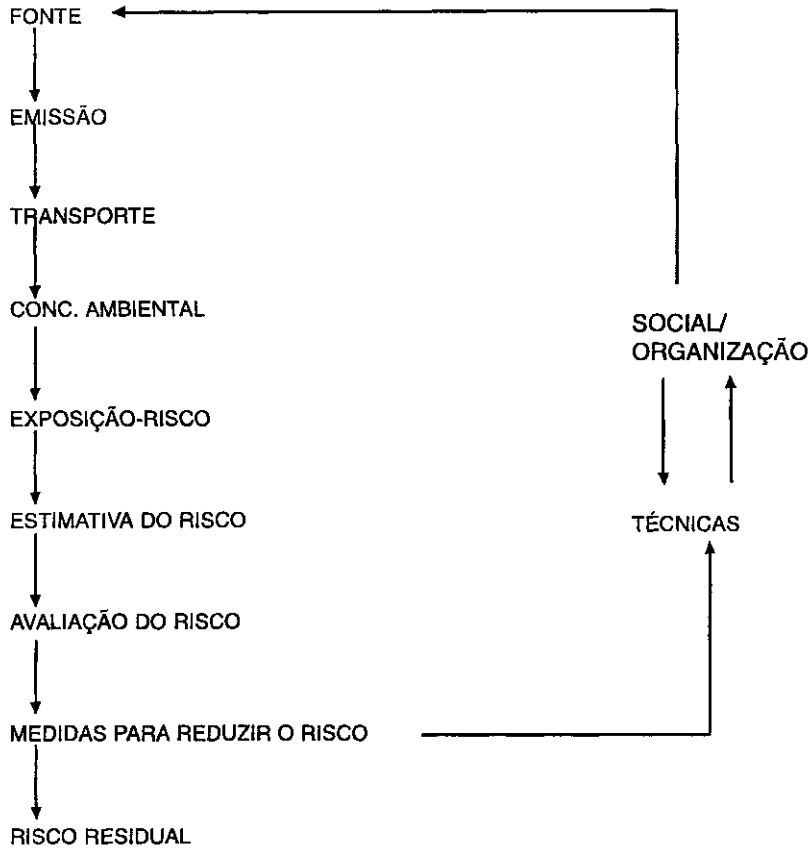 FONTE
EMISSÃO
TRANSPORTE
CONC. AMBIENTAL
EXPOSIÇÃO-RISCO
ESTIMATIVA DO RISCO
AVALIAÇÃO DO RISCO
MEDIDAS PARA REDUZIR O RISCO
RISCO RESIDUAL
SOCIAL/
ORGANIZAÇÃO
TÉCNICAS